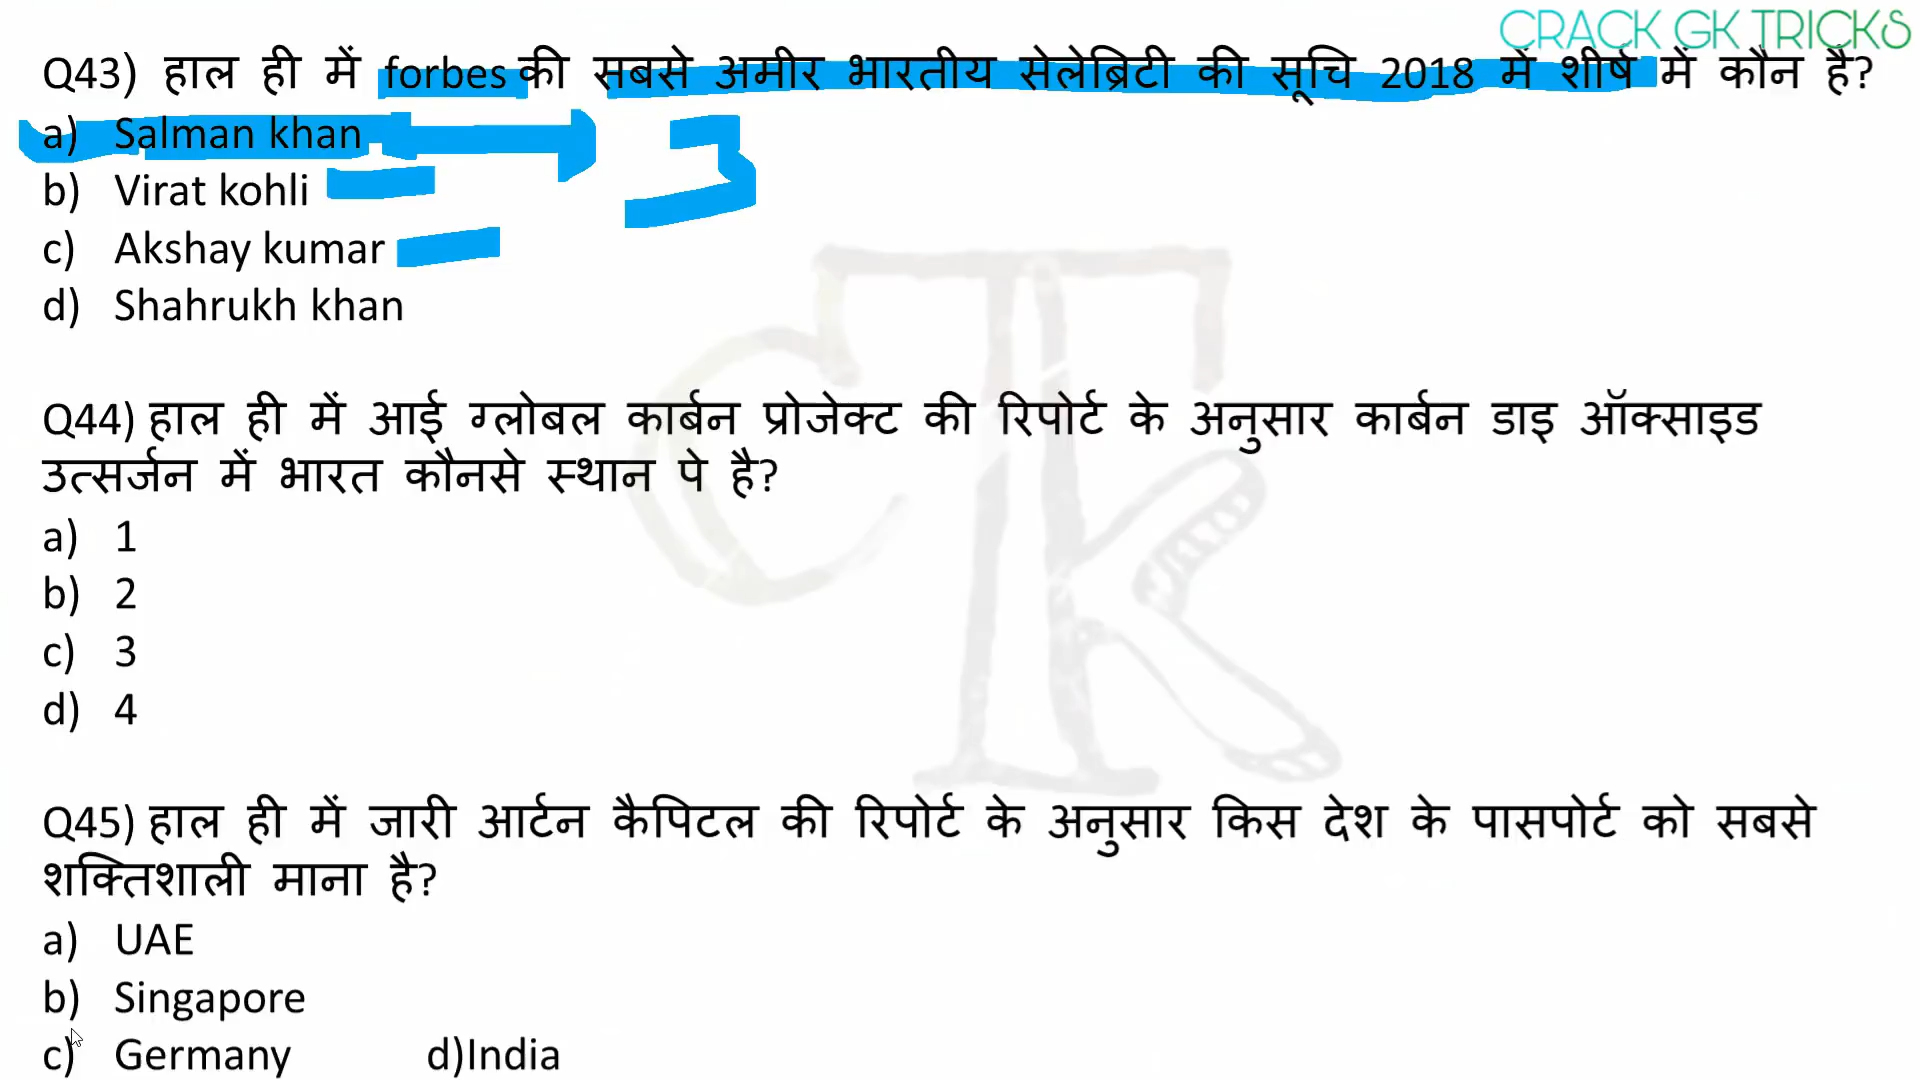 CRACK GK TRICKS
Q43) हाल ही में forbes की सबसे अमीर भारतीय सेलेब्रिटी की सूचि 2018 में शीर्ष में कौन है?
a) Salman khan
3
b) Virat kohli
c) Akshay kumar
d) Shahrukh khan
Q44) हाल ही में आई ग्लोबल कार्बन प्रोजेक्ट की रिपोर्ट के अनुसार कार्बन डाइ ऑक्साइड
उत्सर्जन में भारत कौनसे स्थान पे है?
a) 1
b) 2
c) 3
d) 4
Q45) हाल ही में जारी आर्टन कैपिटल की रिपोर्ट के अनुसार किस देश के पासपोर्ट को सबसे
शक्तिशाली माना है?
a) UAE
b) Singapore
c) Germany d)India
CTK